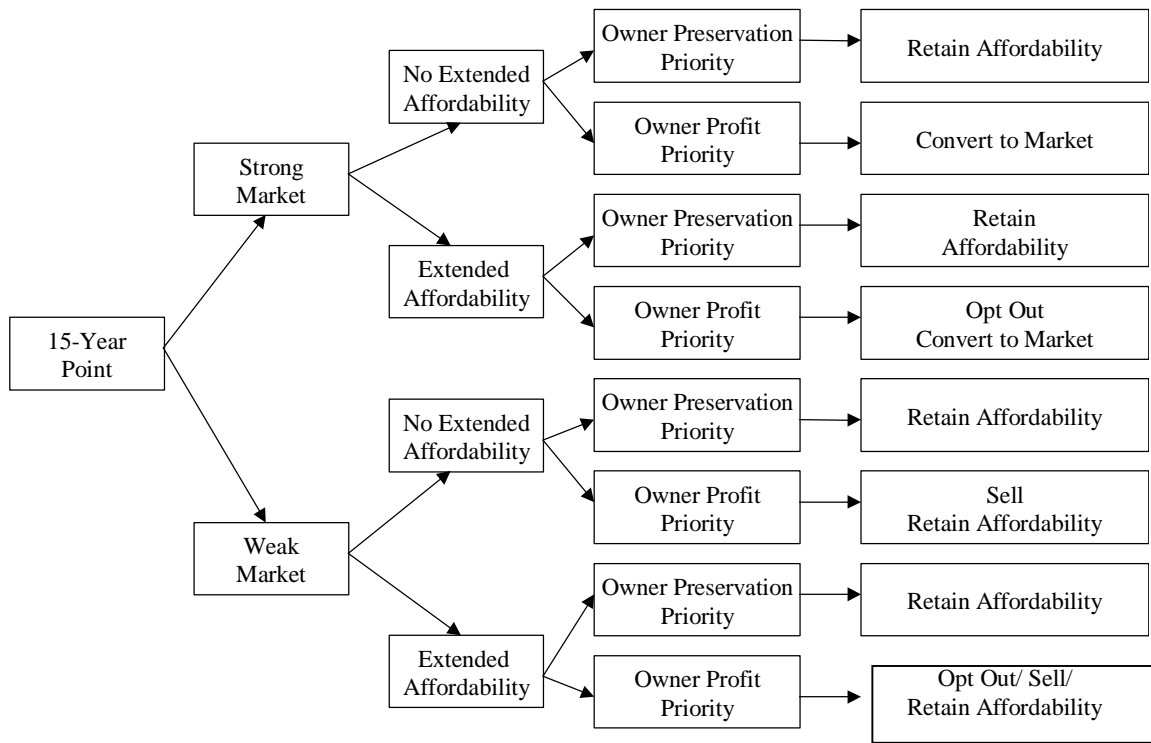 Owner Preservation
Priority
Retain Affordability
No Extended
Affordability
Owner Profit
Priority
Convert to Market
Strong
Market
Owner Preservation
Priority
Retain
Affordability
Extended
Affordability
Owner Profit
Priority
Opt Out
Convert to Market
15-Year
Point
Owner Preservation
Priority
Retain Affordability
No Extended
Affordability
Owner Profit
Priority
Sell
Retain Affordability
Weak
Market
Owner Preservation
Priority
Retain Affordability
Extended
Affordability
Owner Profit
Priority
Opt Out/ Sell/
Retain Affordability